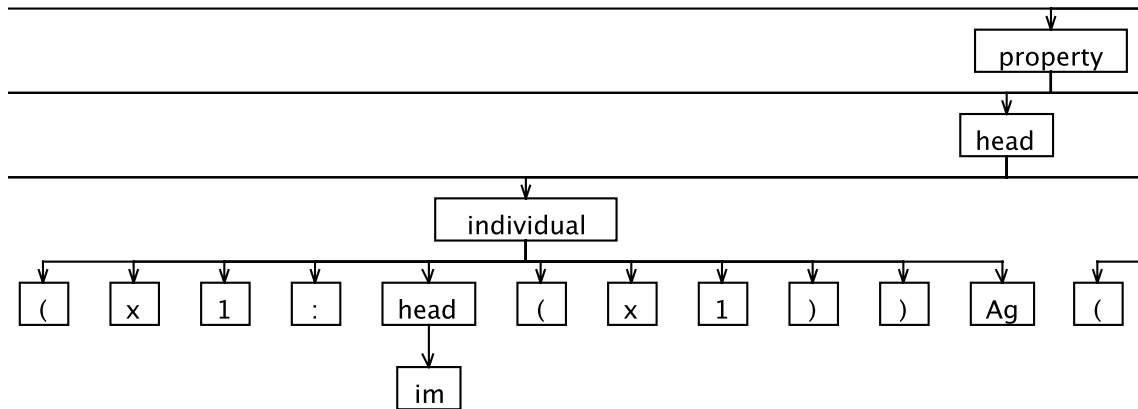 property
head
individual
( x 1 : head ( x 1 ) ) Ag (
im